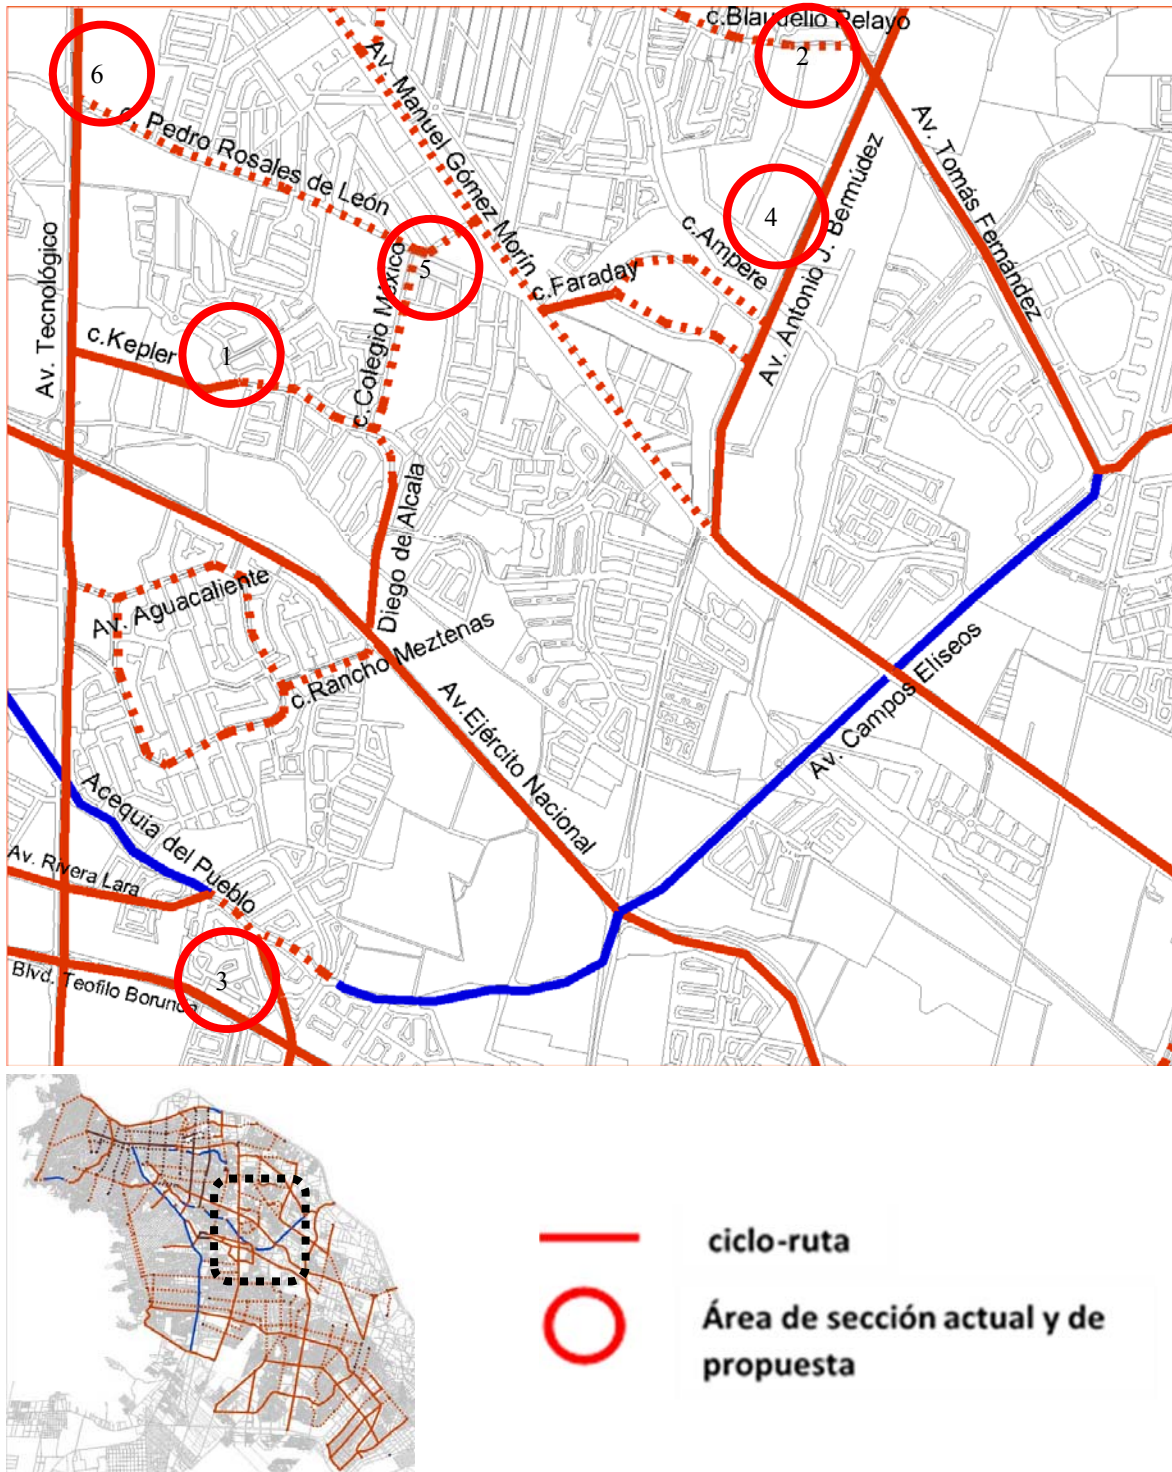 c.Blaudelio Pelayo
2
6
Av. Manuel Gómez Morín
c. Pedro Rosales de León
Av. Tomás Fernández
4
c.Ampere
Av. Antonio J. Bermúdez
5
c.Faraday
c.Colegio México
Av. Tecnológico
c.Kepler
1
Diego de Alcala
Av. Aguacaliente
c.Rancho Meztenas
Av.Ejército Nacional
Av. Campos Elíseos
Acequia del Pueblo
Av. Rivera Lara
3
Blvd. Teofilo Borunda
ciclo-ruta
Área de sección actual y de
propuesta